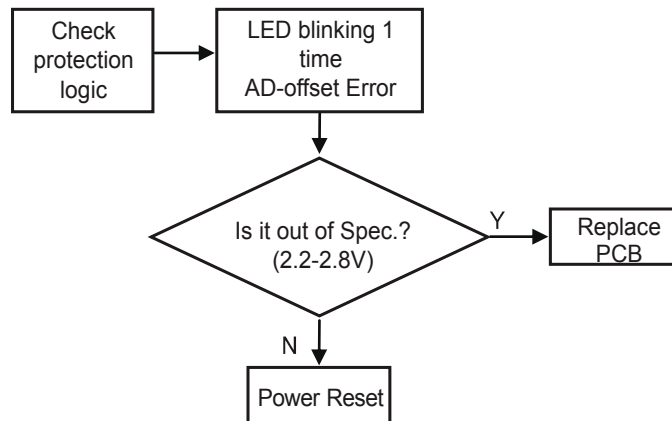 Check
protection
logic
LED blinking 1
time
AD-offset Error
Is it out of Spec.?
(2.2-2.8V)
Y
Replace
PCB
N
Power Reset